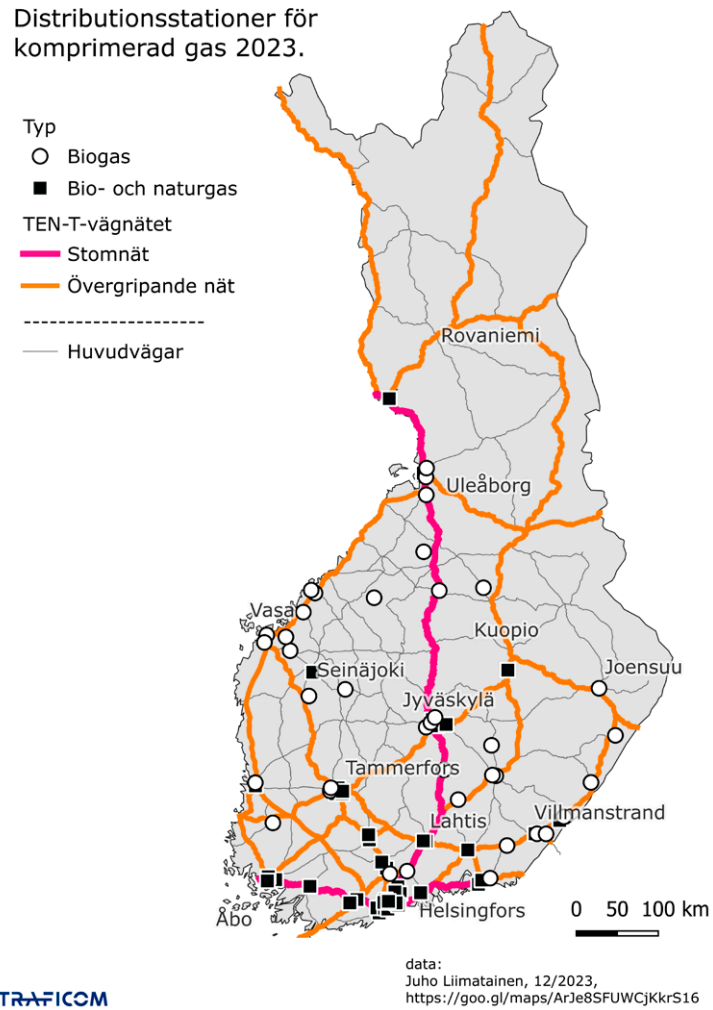 Distributionsstationer för
komprimerad gas 2023.
Typ
Biogas
Bio- och naturgas
TEN-T-vägnätet
Stomnät
Övergripande nät
Huvudvägar
Rovaniemi
Uleåborg
Vasa
Kuopio
Seinäjoki
Joensuu
Jyväskylä
Tammerfors
Lahtis
Villmanstrand
Åbo
Helsingfors
0 50 100 km
data:
Juho Liimatainen, 12/2023,
https://goo.gl/maps/ArJe8SFUWCjKkrS16
TRAFICOM